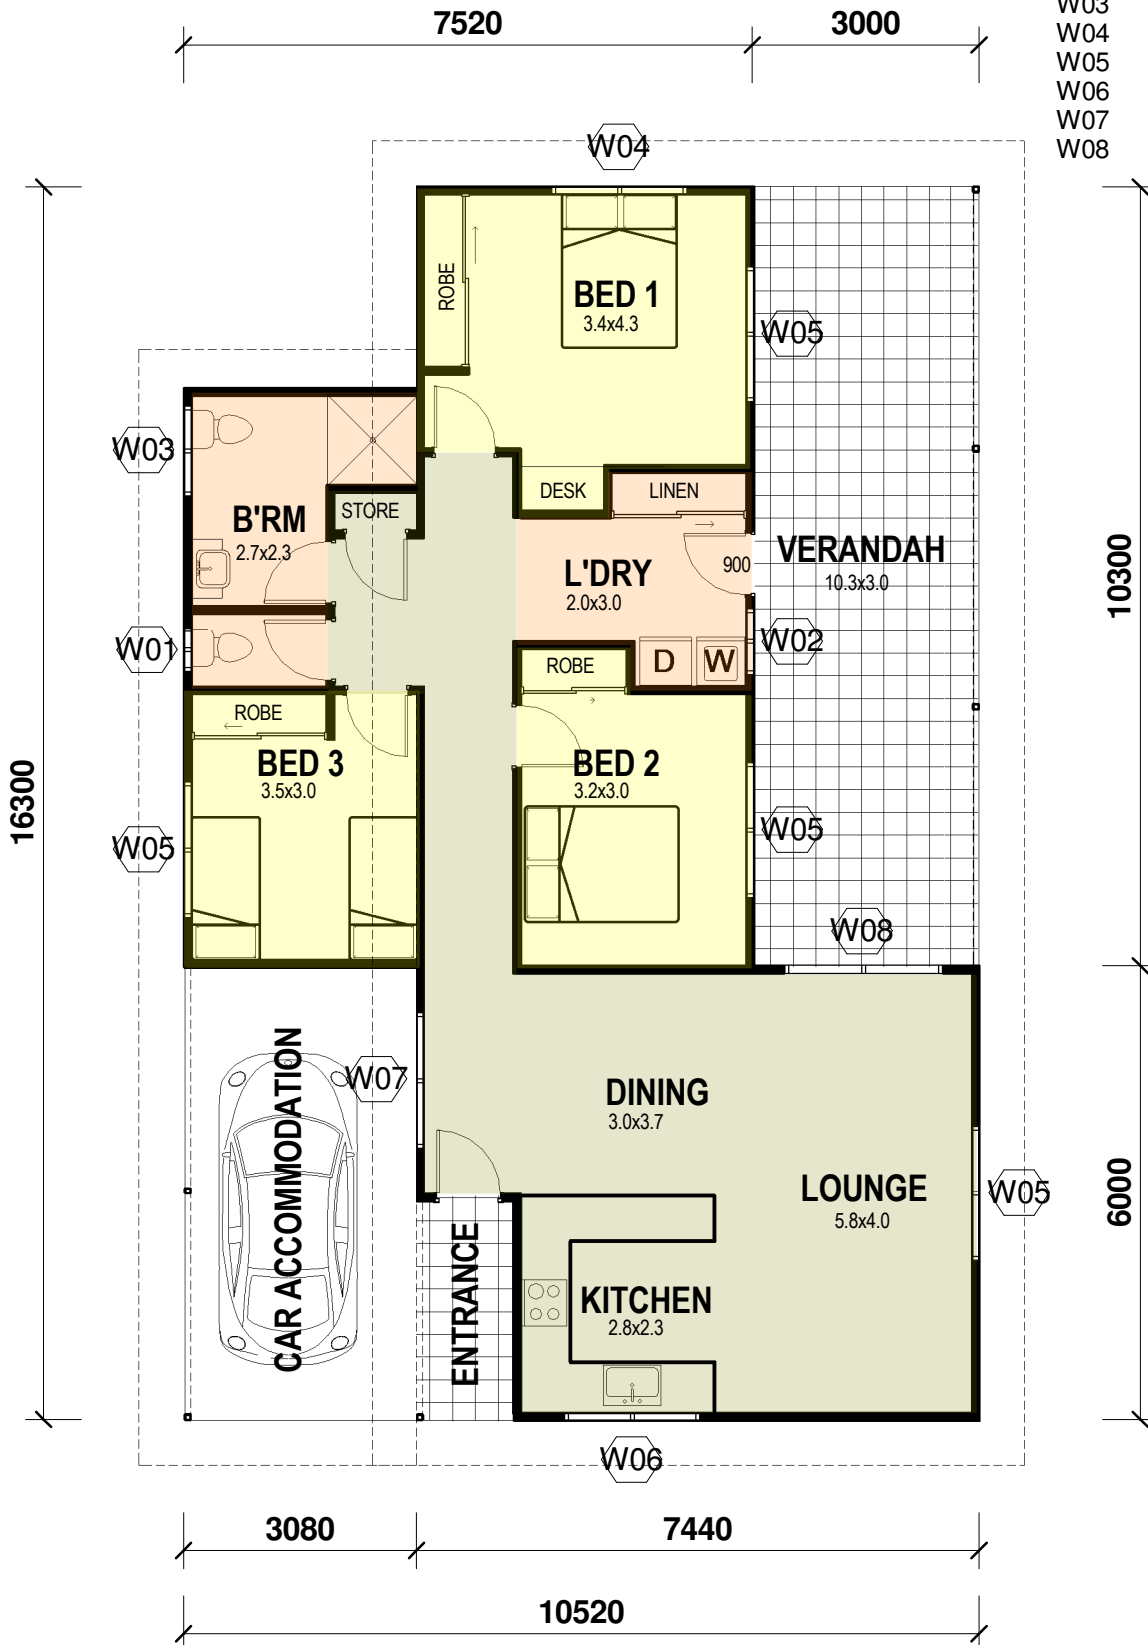 7520
3000
W03
W04
W05
W06
W07
W08
W04
ROBE
BED 1
3.4x4.3
W05
W03
STORE
DESK
LINEN
B'RM
2.7x2.3
L'DRY
2.0x3.0
900
VERANDAH
10.3x3.0
10300
W01
W02
ROBE
D
W
ROBE
BED 3
3.5x3.0
BED 2
3.2x3.0
16300
W05
W05
W08
CAR ACCOMMODATION
W07
DINING
3.0x3.7
LOUNGE
5.8x4.0
W05
6000
ENTRANCE
KITCHEN
2.8x2.3
W06
3080
7440
10520